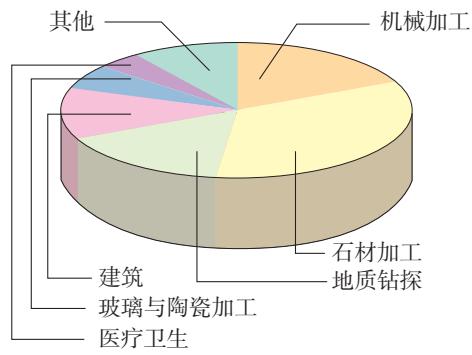 其他
机械加工
石材加工
地质钻探
建筑
玻璃与陶瓷加工
医疗卫生